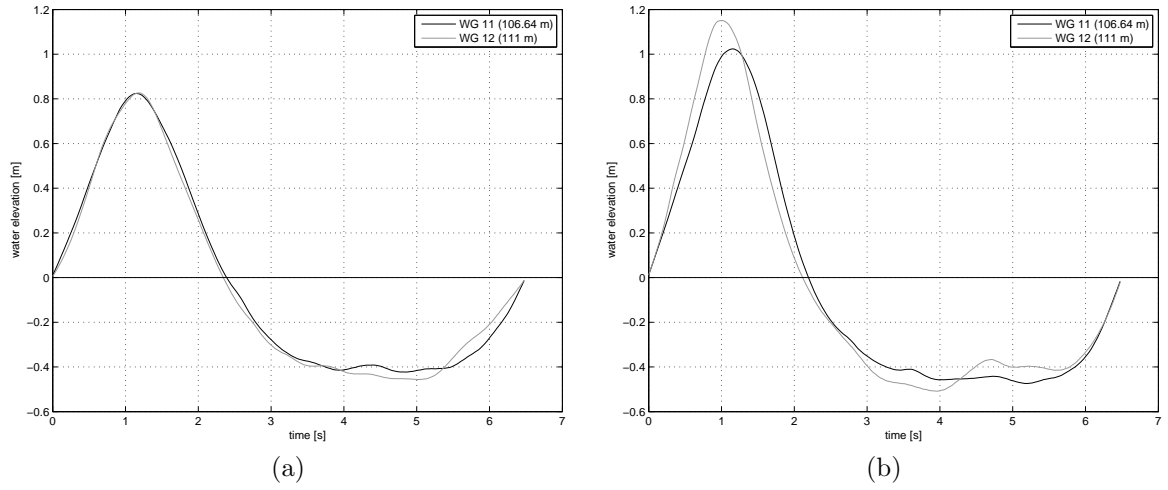 1.2
1
0.8
0.6
0.4
0.2
0
−0.2
−0.4
−0.6
water elevation [m]
WG 11 (106.64 m)
WG 12 (111 m)
0 1 2 3 4 5 6 7
time [s]
(a)
1.2
1
0.8
0.6
0.4
0.2
0
−0.2
−0.4
−0.6
water elevation [m]
WG 11 (106.64 m)
WG 12 (111 m)
0 1 2 3 4 5 6 7
time [s]
(b)